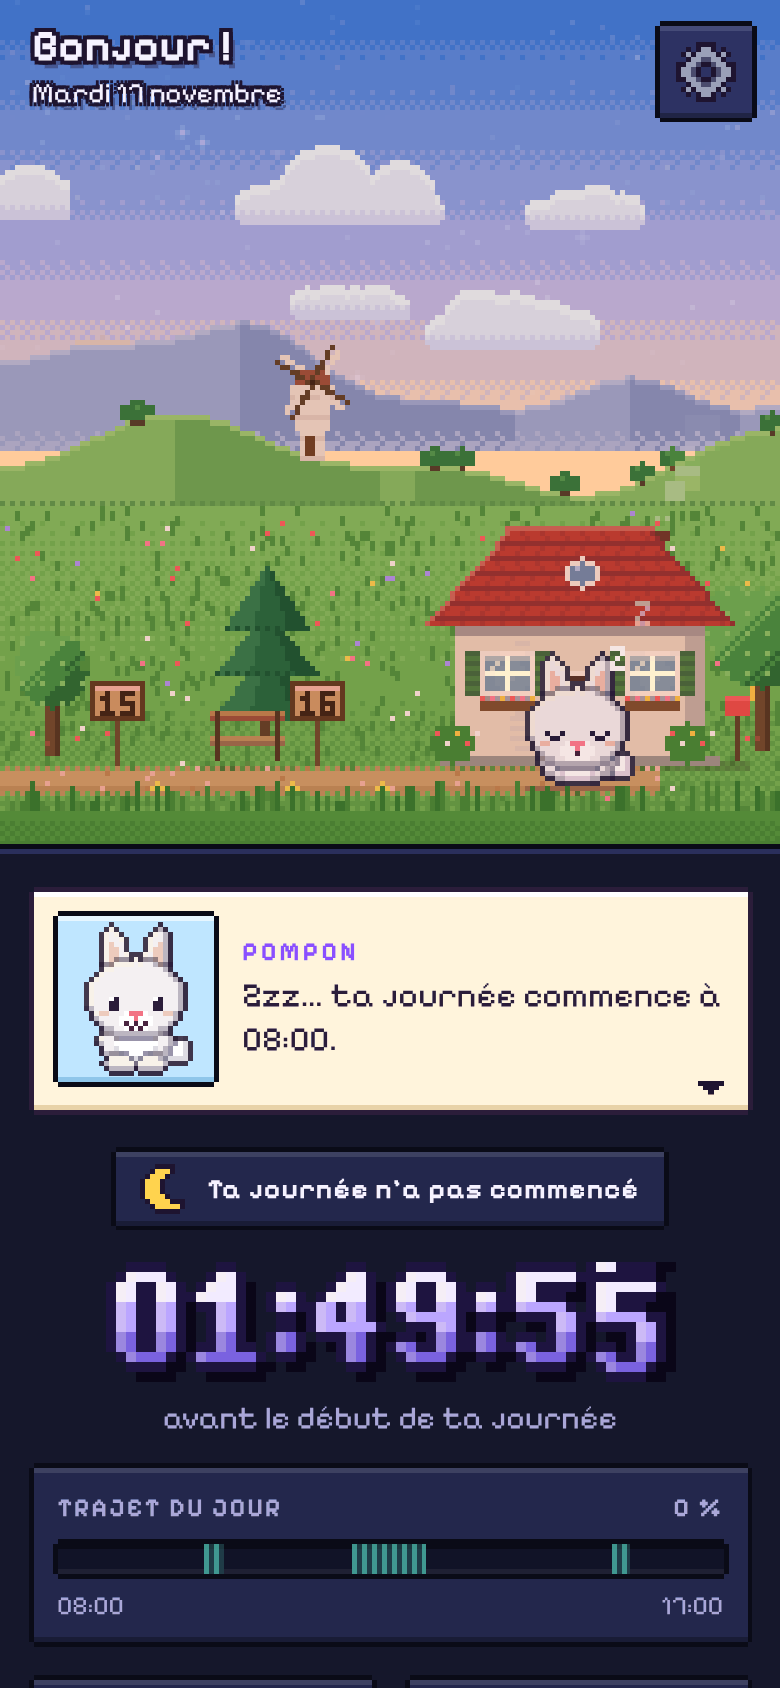 Bonjour !
Mardi 17 novembre
Z
z
15
16
POMPON
Zzz... ta journée commence à
08:00.
Ta journée n'a pas commencé
01:49:55
avant le début de ta journée
TRAJET DU JOUR
0 %
08:00
17:00